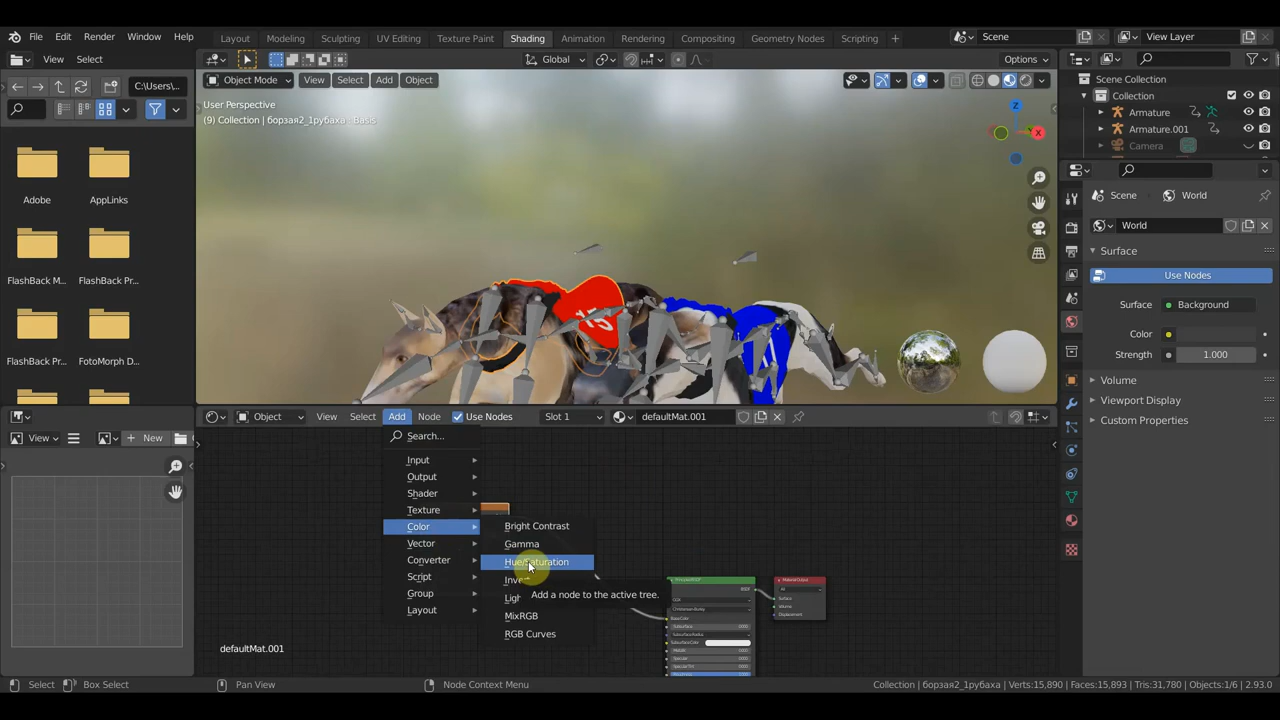 File Edit Render Window Help
Layout Modeling Sculpting UV Editing Texture Paint Shading Animation Rendering Compositing Geometry Nodes Scripting
Scene View Layer
View Select
Global Options
C:\Users\...
Object Mode View Select Add Object
User Perspective
(9) Collection | борзая2_1рубаха : Basis
Z
X
15
Scene Collection
Collection
Armature
Armature.001
Camera
Scene World
World
Surface
Use Nodes
Surface: Background
Color:
Strength: 1.000
Volume
Viewport Display
Custom Properties
Adobe AppLinks
FlashBack M... FlashBack Pr...
FlashBack Pr... FotoMorph D...
View New
Object View Select Add Node Use Nodes Slot 1 defaultMat.001
Search...
Input
Output
Shader
Texture
Color
Vector
Converter
Script
Group
Layout
Bright Contrast
Gamma
Hue/Saturation
Invert
MixRGB
RGB Curves
Add a node to the active tree.
defaultMat.001
Select Box Select Pan View Node Context Menu Collection | борзая2_1рубаха | Verts:15,890 | Faces:15,893 | Tris:31,780 | Objects:1/6 | 2.93.0